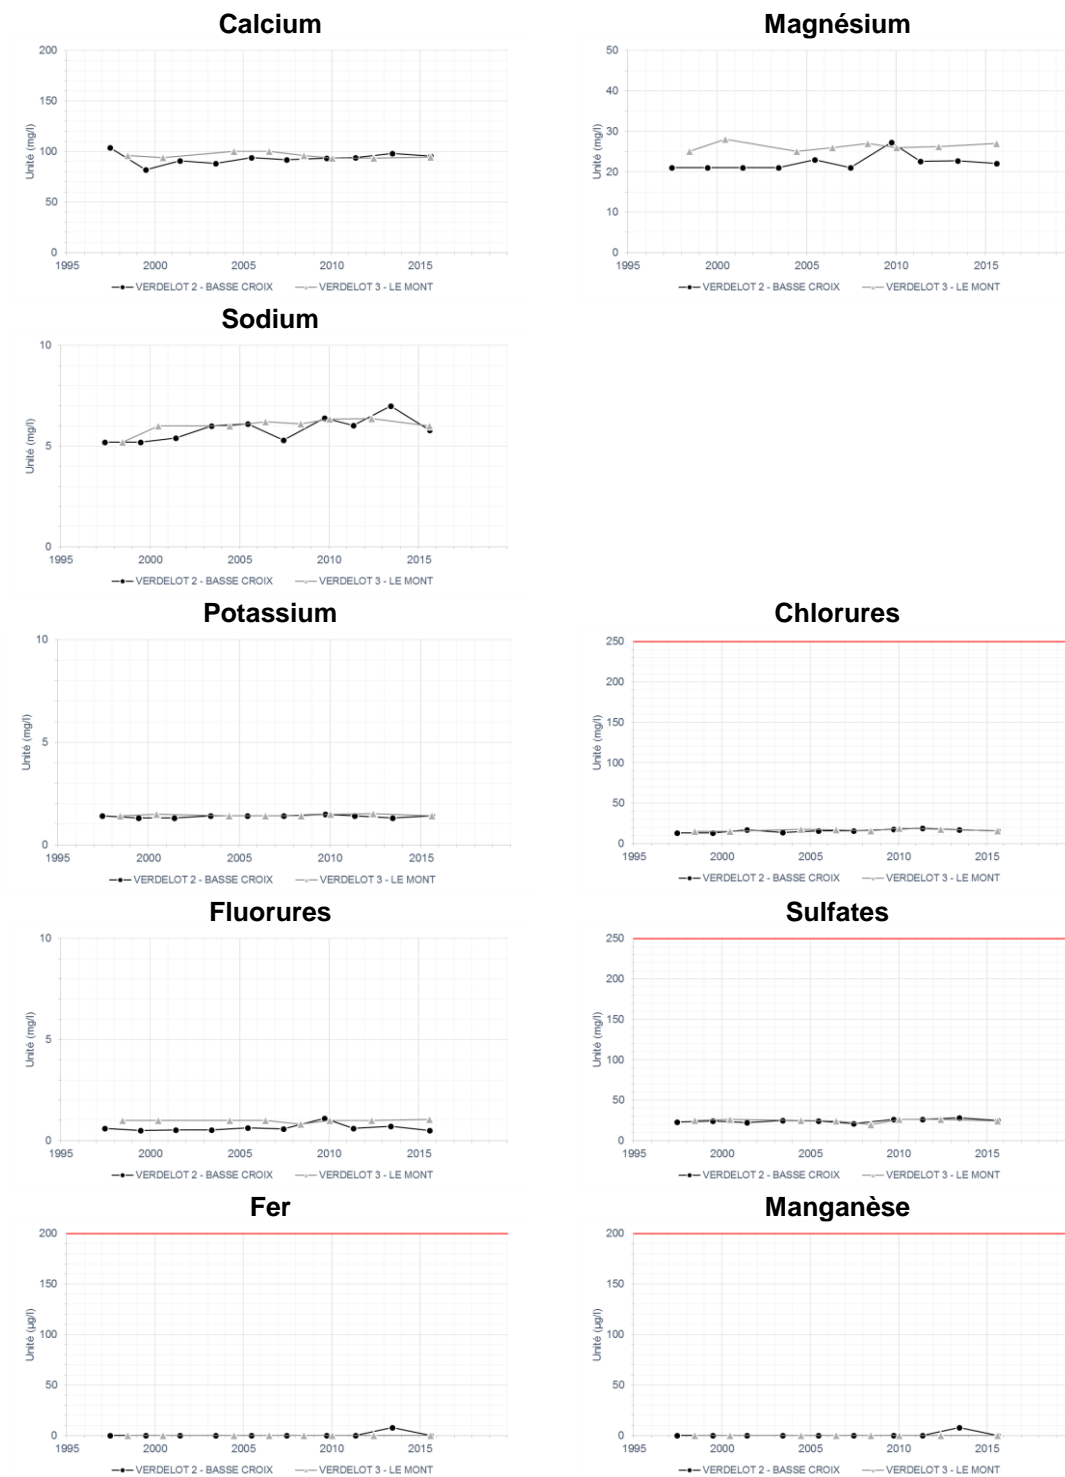 Calcium
200
150
100
50
0
Unité (mg/l)
1995 2000 2005 2010 2015
VERDELOT 2 - BASSE CROIX VERDELOT 3 - LE MONT
Magnésium
50
40
30
20
10
0
Unité (mg/l)
1995 2000 2005 2010 2015
VERDELOT 2 - BASSE CROIX VERDELOT 3 - LE MONT
Sodium
10
5
0
Unité (mg/l)
1995 2000 2005 2010 2015
VERDELOT 2 - BASSE CROIX VERDELOT 3 - LE MONT
Potassium
10
5
0
Unité (mg/l)
1995 2000 2005 2010 2015
VERDELOT 2 - BASSE CROIX VERDELOT 3 - LE MONT
Chlorures
250
200
150
100
50
0
Unité (mg/l)
1995 2000 2005 2010 2015
VERDELOT 2 - BASSE CROIX VERDELOT 3 - LE MONT
Fluorures
10
5
0
Unité (mg/l)
1995 2000 2005 2010 2015
VERDELOT 2 - BASSE CROIX VERDELOT 3 - LE MONT
Sulfates
250
200
150
100
50
0
Unité (mg/l)
1995 2000 2005 2010 2015
VERDELOT 2 - BASSE CROIX VERDELOT 3 - LE MONT
Fer
200
150
100
50
0
Unité (µg/l)
1995 2000 2005 2010 2015
VERDELOT 2 - BASSE CROIX VERDELOT 3 - LE MONT
Manganèse
200
150
100
50
0
Unité (µg/l)
1995 2000 2005 2010 2015
VERDELOT 2 - BASSE CROIX VERDELOT 3 - LE MONT